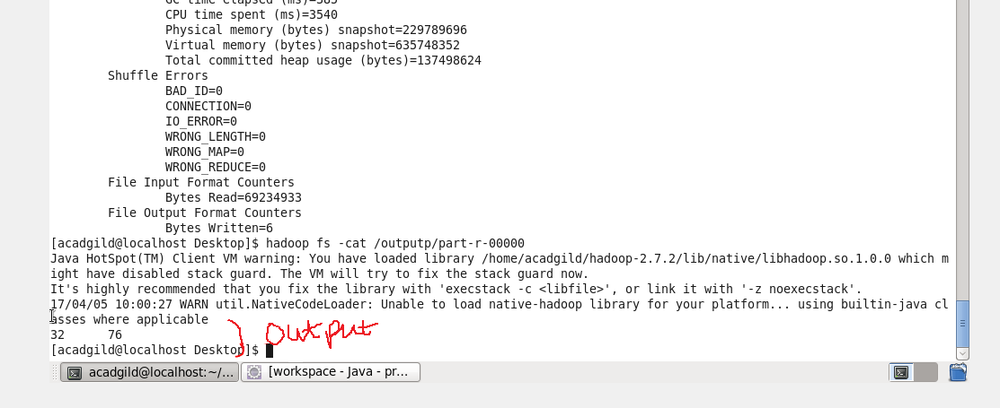 GC time elapsed (ms)=385
CPU time spent (ms)=3540
Physical memory (bytes) snapshot=229789696
Virtual memory (bytes) snapshot=635748352
Total committed heap usage (bytes)=137498624
Shuffle Errors
BAD_ID=0
CONNECTION=0
IO_ERROR=0
WRONG_LENGTH=0
WRONG_MAP=0
WRONG_REDUCE=0
File Input Format Counters
Bytes Read=69234933
File Output Format Counters
Bytes Written=6
[acadgild@localhost Desktop]$ hadoop fs -cat /outputp/part-r-00000
Java HotSpot(TM) Client VM warning: You have loaded library /home/acadgild/hadoop-2.7.2/lib/native/libhadoop.so.1.0.0 which m
ight have disabled stack guard. The VM will try to fix the stack guard now.
It's highly recommended that you fix the library with 'execstack -c <libfile>', or link it with '-z noexecstack'.
17/04/05 10:00:27 WARN util.NativeCodeLoader: Unable to load native-hadoop library for your platform... using builtin-java cl
asses where applicable
32 76
output
[acadgild@localhost Desktop]$
acadgild@localhost:~/...
[workspace - Java - pr...